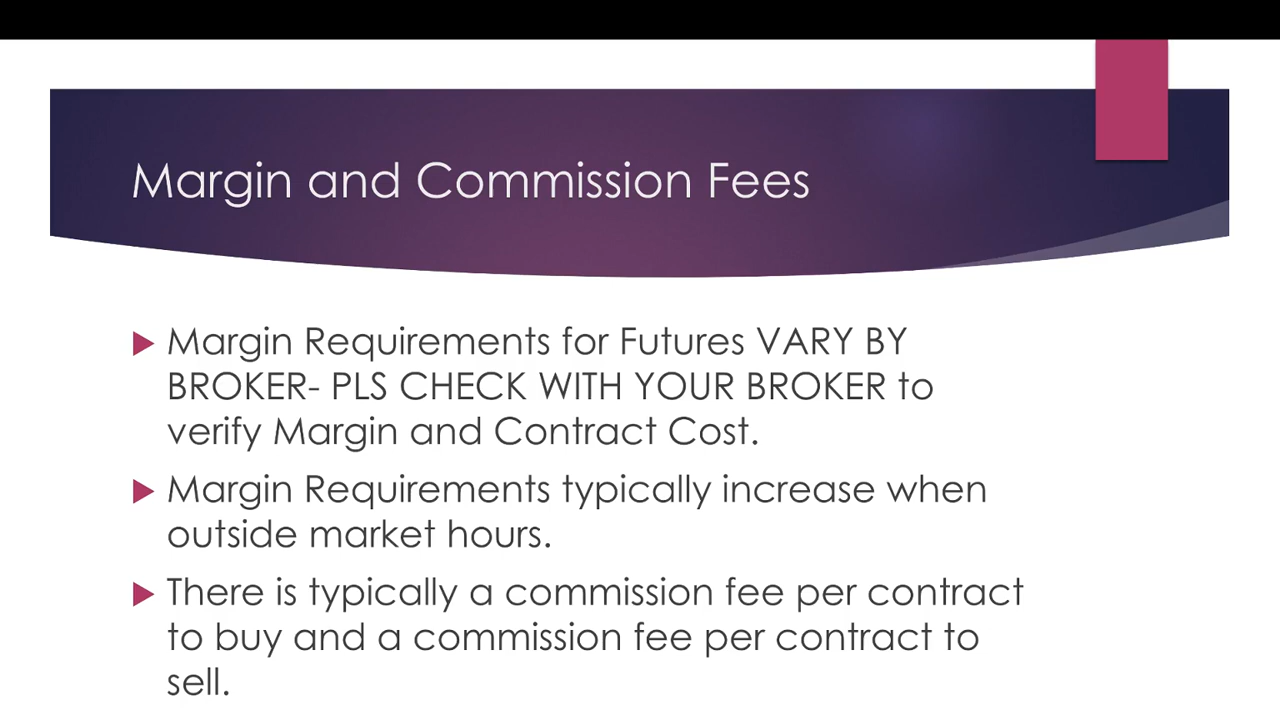 Margin and Commission Fees
Margin Requirements for Futures VARY BY
BROKER- PLS CHECK WITH YOUR BROKER to
verify Margin and Contract Cost.
Margin Requirements typically increase when
outside market hours.
There is typically a commission fee per contract
to buy and a commission fee per contract to
sell.